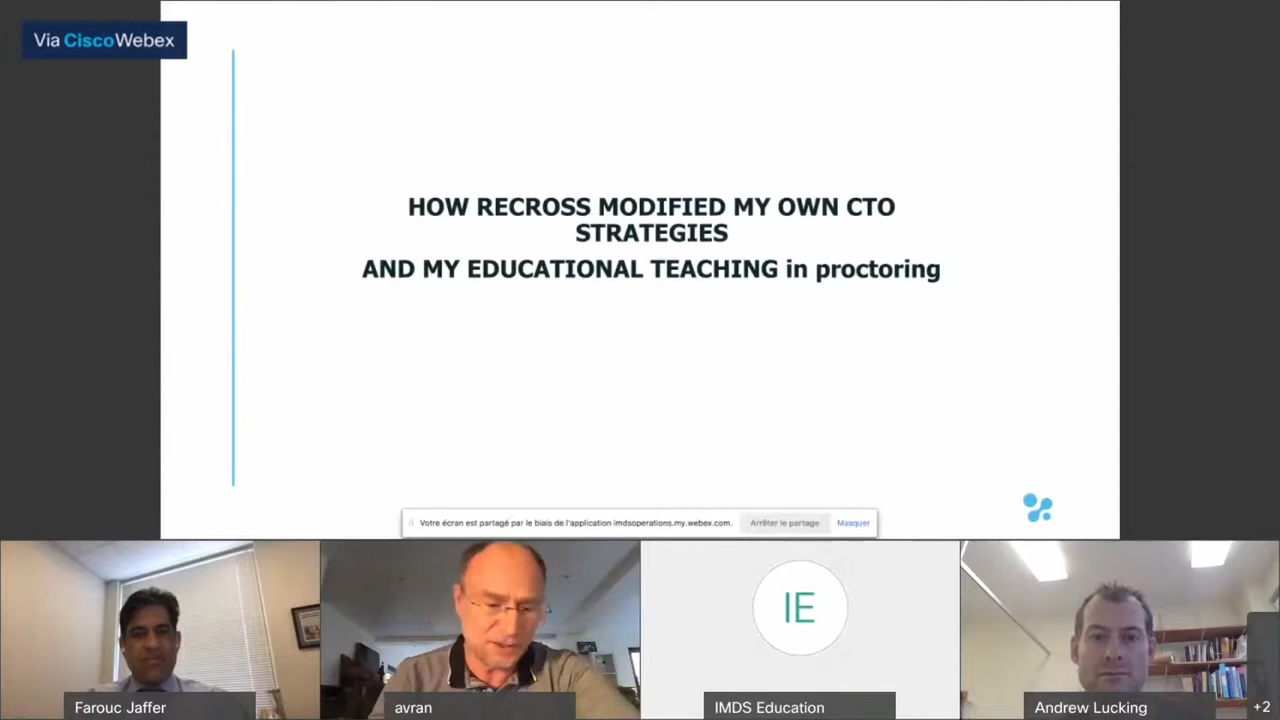 Via CiscoWebex
HOW RECROSS MODIFIED MY OWN CTO
STRATEGIES
AND MY EDUCATIONAL TEACHING in proctoring
Votre écran est partagé par le biais de l'application imdsoperations.my.webex.com.
Arrêter le partage
Masquer
IE
Farouc Jaffer
avran
IMDS Education
Andrew Lucking
+2